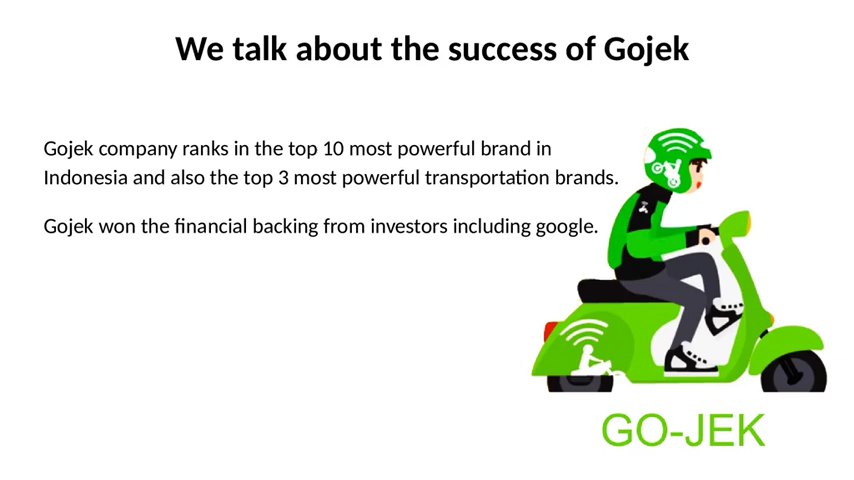 We talk about the success of Gojek
Gojek company ranks in the top 10 most powerful brand in
Indonesia and also the top 3 most powerful transportation brands.
Gojek won the financial backing from investors including google.
GO-JEK